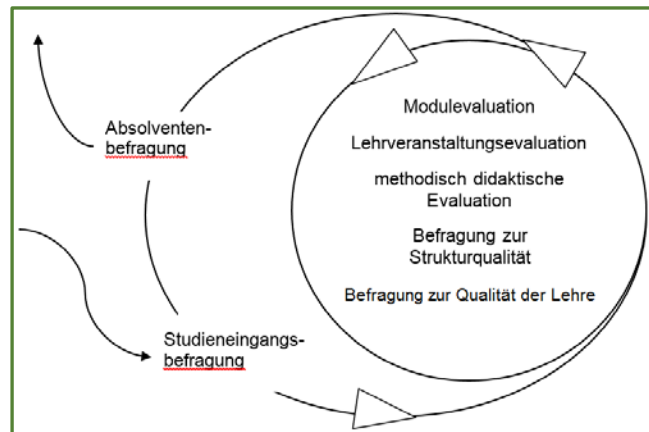 Absolventen-
befragung
Studieneingangs-
befragung
Modulevaluation
Lehrveranstaltungsevaluation
methodisch didaktische
Evaluation
Befragung zur
Strukturqualität
Befragung zur Qualität der Lehre